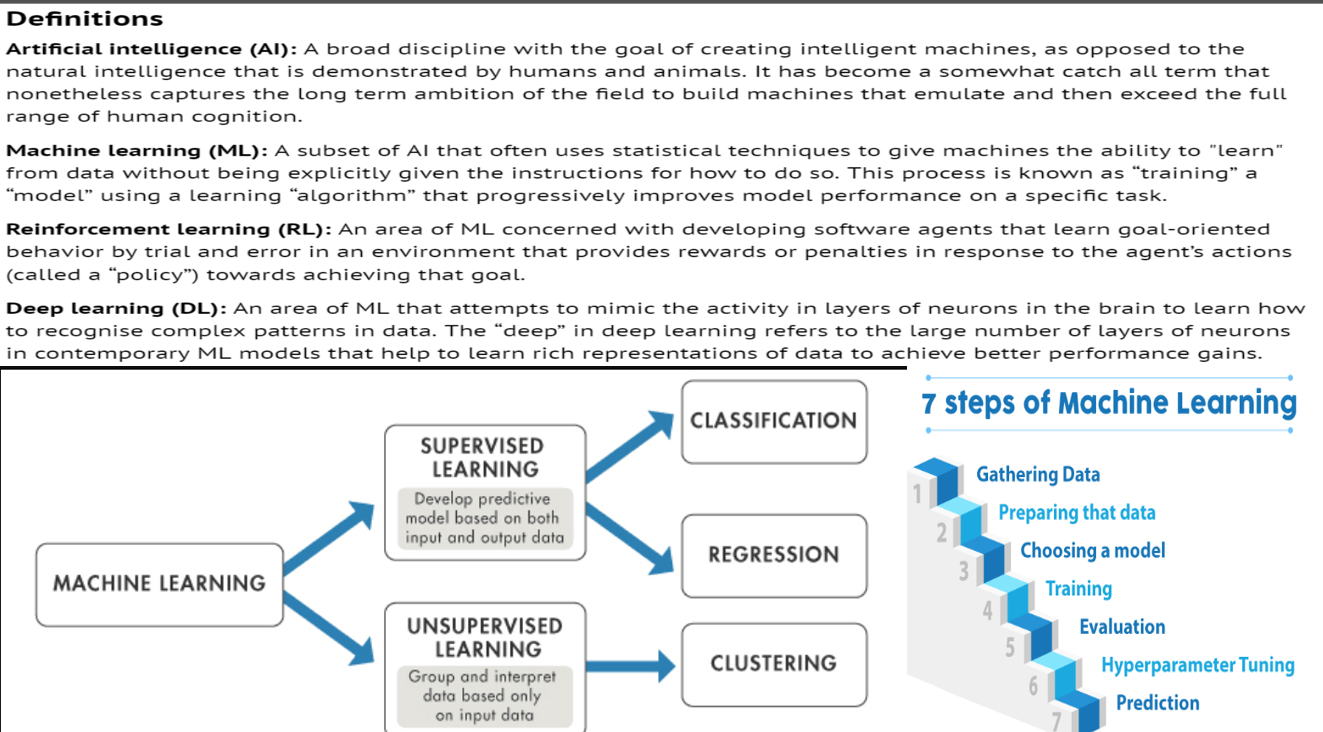 Definitions
Artificial intelligence (AI): A broad discipline with the goal of creating intelligent machines, as opposed to the
natural intelligence that is demonstrated by humans and animals. It has become a somewhat catch all term that
nonetheless captures the long term ambition of the field to build machines that emulate and then exceed the full
range of human cognition.
Machine learning (ML): A subset of AI that often uses statistical techniques to give machines the ability to "learn"
from data without being explicitly given the instructions for how to do so. This process is known as “training” a
“model” using a learning “algorithm” that progressively improves model performance on a specific task.
Reinforcement learning (RL): An area of ML concerned with developing software agents that learn goal-oriented
behavior by trial and error in an environment that provides rewards or penalties in response to the agent’s actions
(called a “policy”) towards achieving that goal.
Deep learning (DL): An area of ML that attempts to mimic the activity in layers of neurons in the brain to learn how
to recognise complex patterns in data. The “deep” in deep learning refers to the large number of layers of neurons
in contemporary ML models that help to learn rich representations of data to achieve better performance gains.
MACHINE LEARNING
SUPERVISED
LEARNING
Develop predictive
model based on both
input and output data
CLASSIFICATION
REGRESSION
UNSUPERVISED
LEARNING
Group and interpret
data based only
on input data
CLUSTERING
7 steps of Machine Learning
1 Gathering Data
2 Preparing that data
3 Choosing a model
4 Training
5 Evaluation
6 Hyperparameter Tuning
7 Prediction